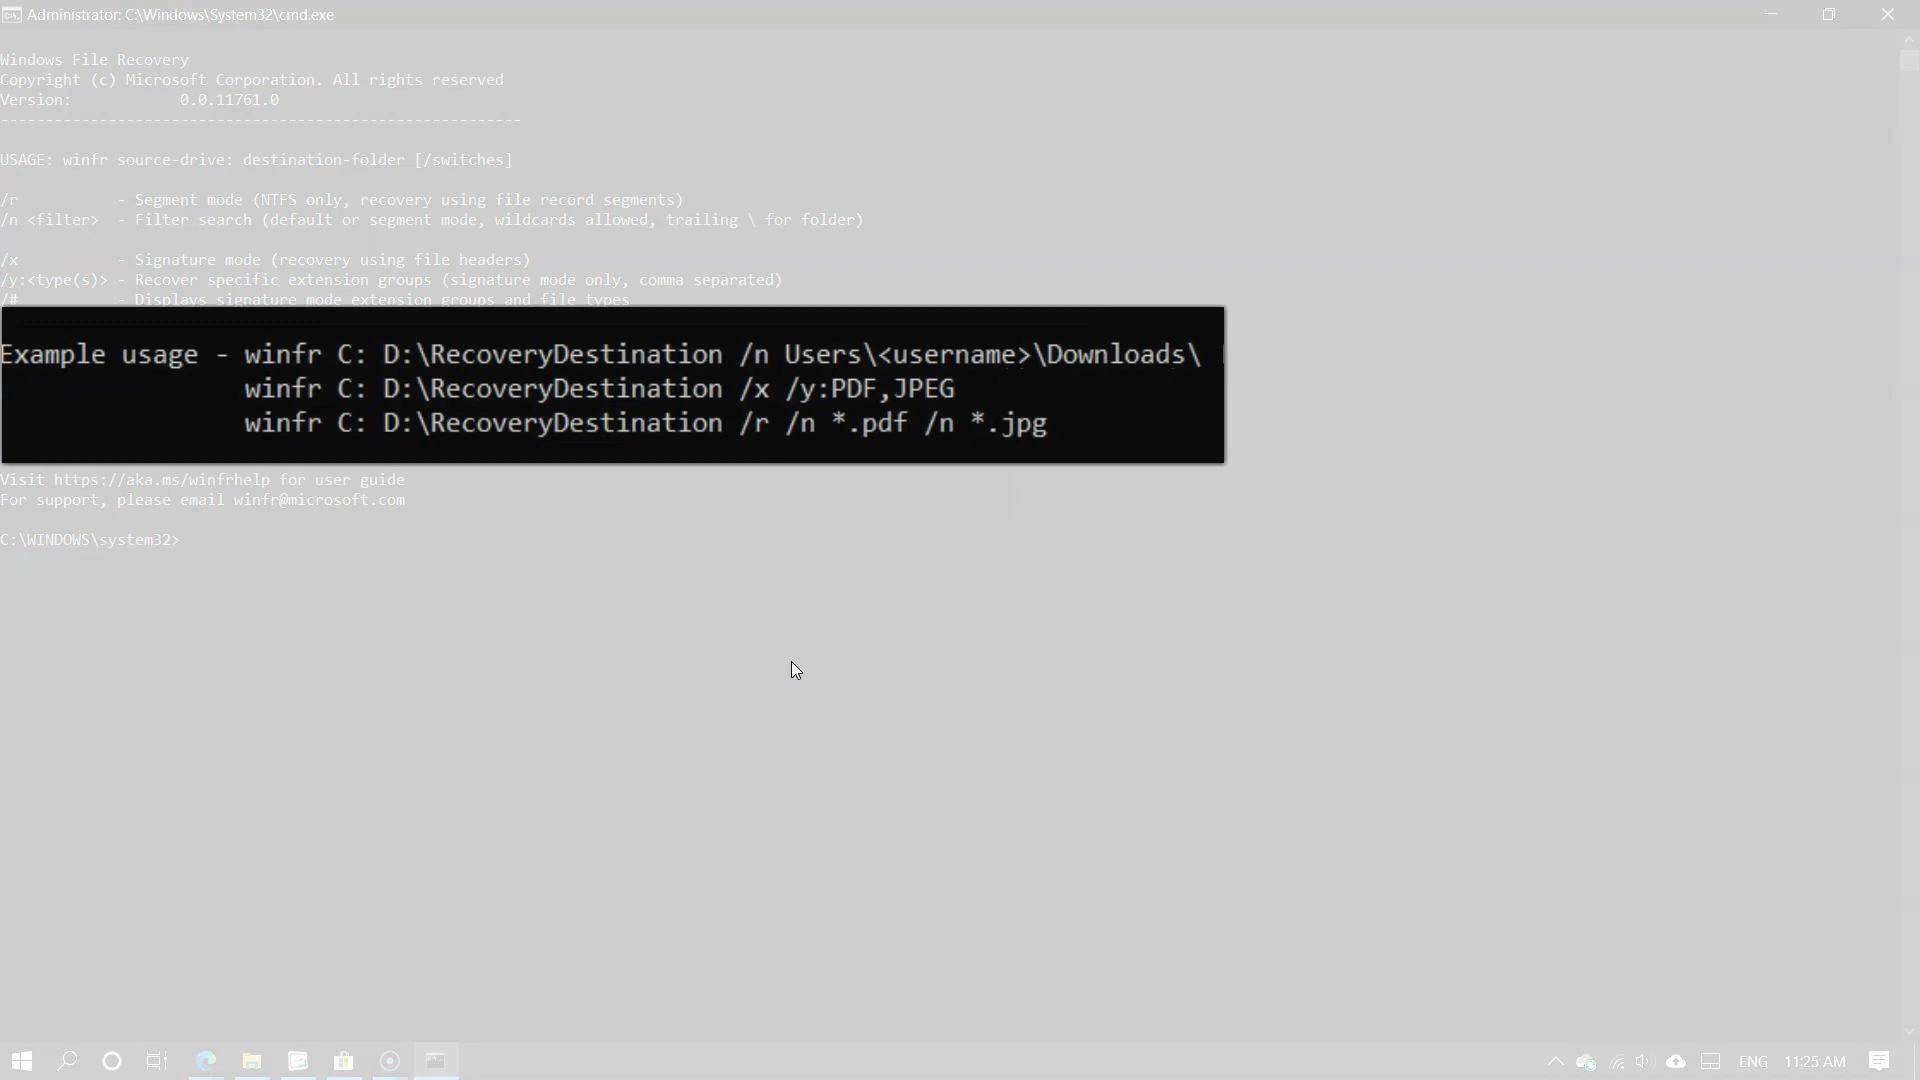 Administrator: C:\Windows\System32\cmd.exe
Windows File Recovery
Copyright (c) Microsoft Corporation. All rights reserved
Version: 0.0.11761.0
----------------------------------------------------------
USAGE: winfr source-drive: destination-folder [/switches]
/r - Segment mode (NTFS only, recovery using file record segments)
/n <filter> - Filter search (default or segment mode, wildcards allowed, trailing \ for folder)
/x - Signature mode (recovery using file headers)
/y:<type(s)> - Recover specific extension groups (signature mode only, comma separated)
/# - Displays signature mode extension groups and file types
Example usage - winfr C: D:\RecoveryDestination /n Users\<username>\Downloads\
winfr C: D:\RecoveryDestination /x /y:PDF,JPEG
winfr C: D:\RecoveryDestination /r /n *.pdf /n *.jpg
Visit https://aka.ms/winfrhelp for user guide
For support, please email winfr@microsoft.com
C:\WINDOWS\system32>
ENG 11:25 AM